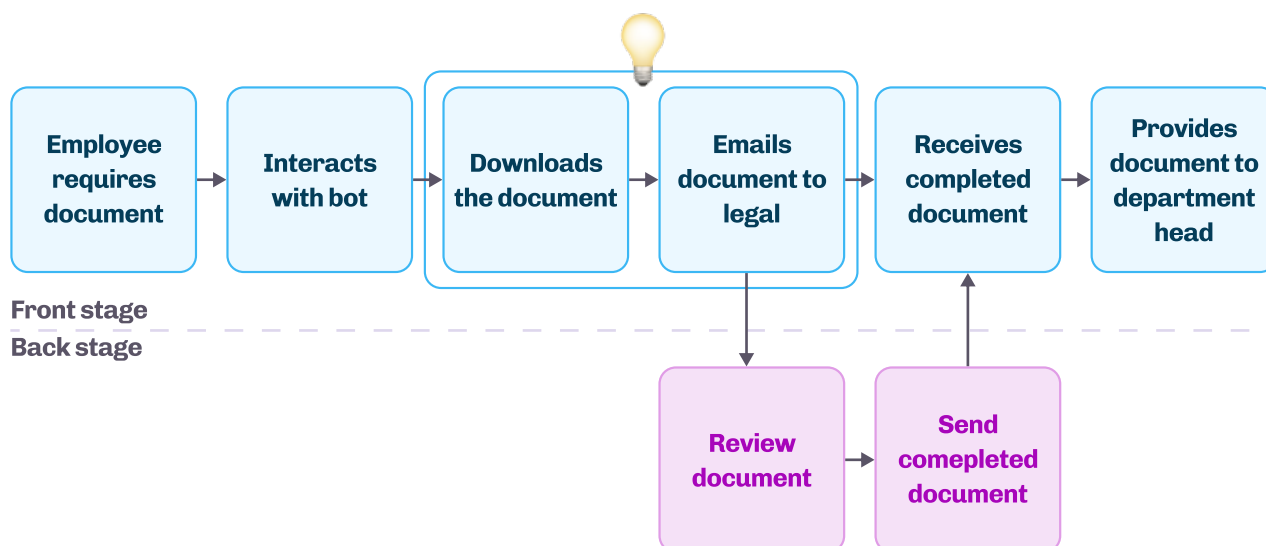 Employee
requires
document
Interacts
with bot
Downloads
the document
Emails
document to
legal
Receives
completed
document
Provides
document to
department
head
Front stage
Back stage
Review
document
Send
comepleted
document